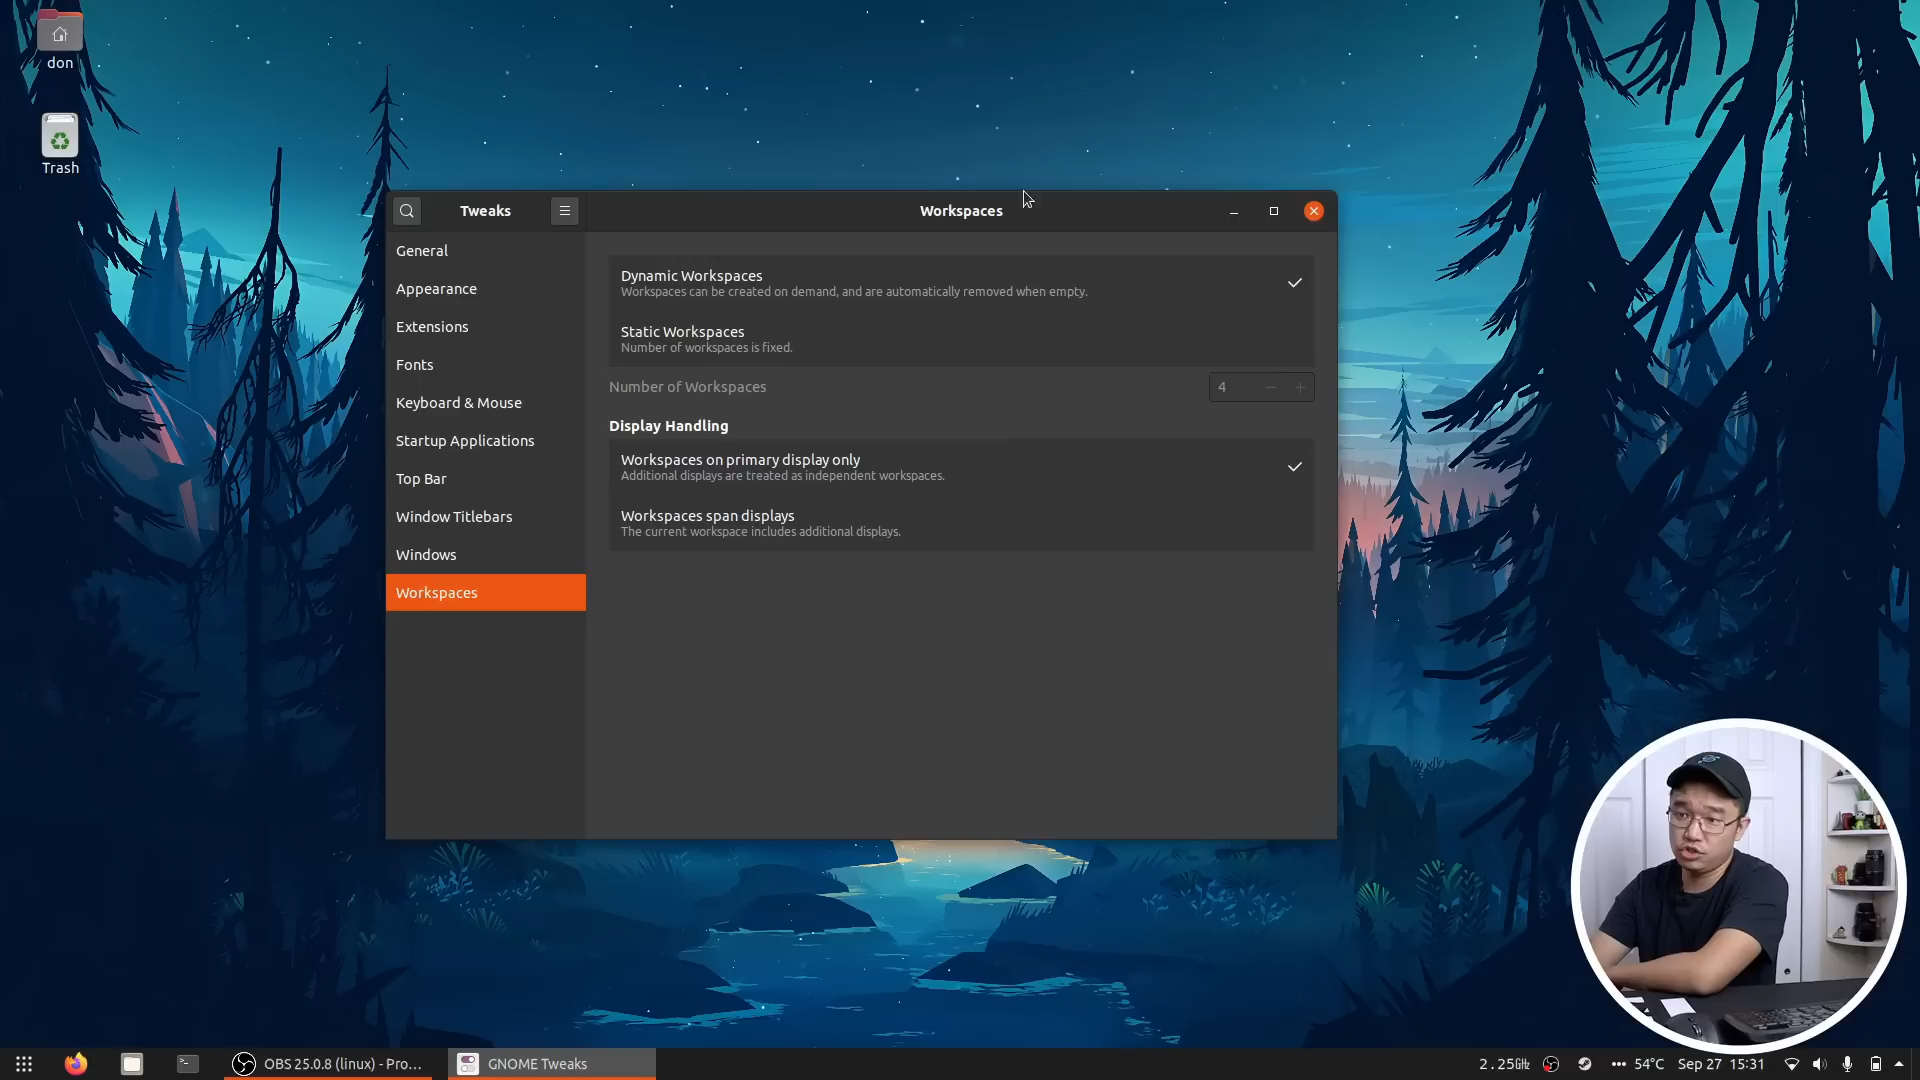 don
Trash
Tweaks
Workspaces
General
Appearance
Extensions
Fonts
Keyboard & Mouse
Startup Applications
Top Bar
Window Titlebars
Windows
Workspaces
Dynamic Workspaces
Workspaces can be created on demand, and are automatically removed when empty.
Static Workspaces
Number of workspaces is fixed.
Number of Workspaces
4
Display Handling
Workspaces on primary display only
Additional displays are treated as independent workspaces.
Workspaces span displays
The current workspace includes additional displays.
OBS 25.0.8 (linux) - Pro...
GNOME Tweaks
2.25GHz
54°C
Sep 27 15:31